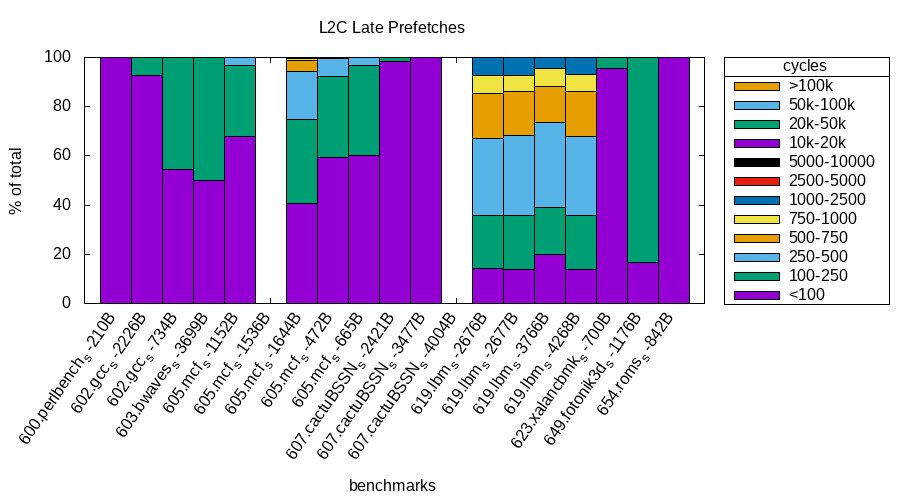 L2C Late Prefetches
% of total
100
80
60
40
20
0
600.perlbench_s -210B
602.gcc_s -2226B
602.gcc_s -734B
603.bwaves_s -3699B
605.mcf_s -1152B
605.mcf_s -1536B
605.mcf_s -1644B
605.mcf_s -472B
605.mcf_s -665B
607.cactuBSSN_s -2421B
607.cactuBSSN_s -3477B
607.cactuBSSN_s -4004B
619.lbm_s -2676B
619.lbm_s -2677B
619.lbm_s -3766B
619.lbm_s -4268B
623.xalancbmk_s -700B
649.fotonik3d_s -1176B
654.roms_s -842B
benchmarks
cycles
>100k
50k-100k
20k-50k
10k-20k
5000-10000
2500-5000
1000-2500
750-1000
500-750
250-500
100-250
<100